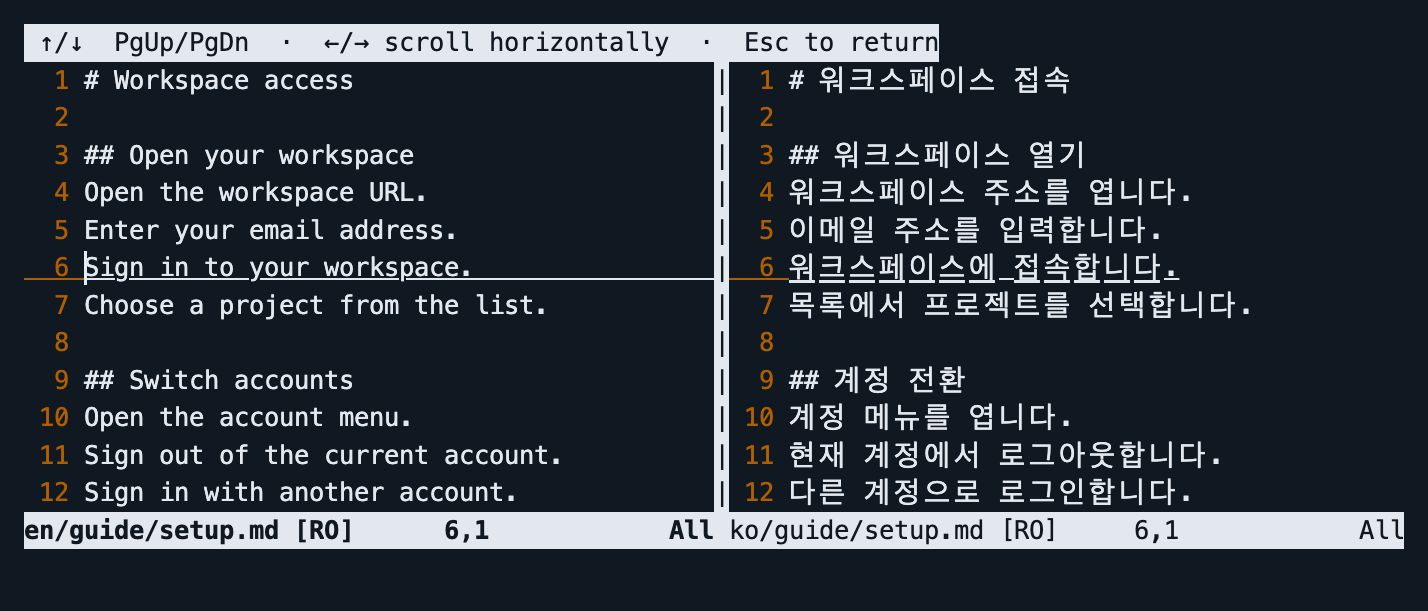 ↑/↓  PgUp/PgDn  ·  ←/→ scroll horizontally  ·  Esc to return
1 # Workspace access
2
3 ## Open your workspace
4 Open the workspace URL.
5 Enter your email address.
6 Sign in to your workspace.
7 Choose a project from the list.
8
9 ## Switch accounts
10 Open the account menu.
11 Sign out of the current account.
12 Sign in with another account.
en/guide/setup.md [RO]      6,1            All
1 # 워크스페이스 접속
2
3 ## 워크스페이스 열기
4 워크스페이스 주소를 엽니다.
5 이메일 주소를 입력합니다.
6 워크스페이스에 접속합니다.
7 목록에서 프로젝트를 선택합니다.
8
9 ## 계정 전환
10 계정 메뉴를 엽니다.
11 현재 계정에서 로그아웃합니다.
12 다른 계정으로 로그인합니다.
ko/guide/setup.md [RO]     6,1            All